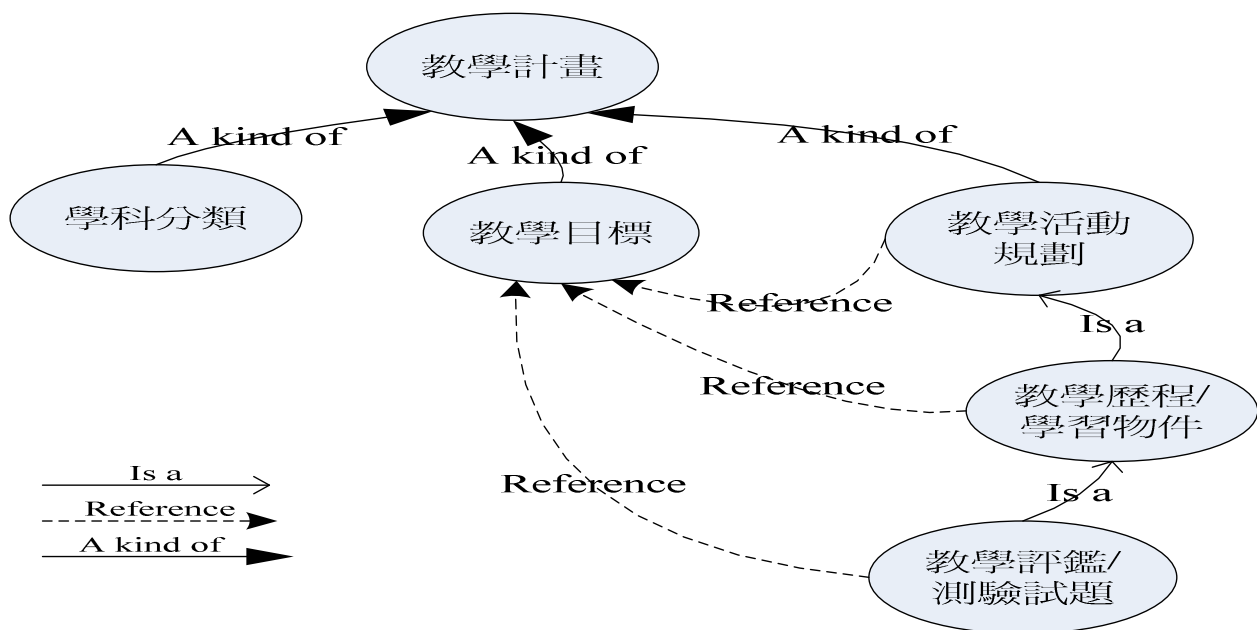 教學計畫
A kind of
A kind of
A kind of
學科分類
教學目標
教學活動
規劃
Reference
Is a
Reference
教學歷程/
學習物件
Is a
Reference
A kind of
Reference
Is a
教學評鑑/
測驗試題